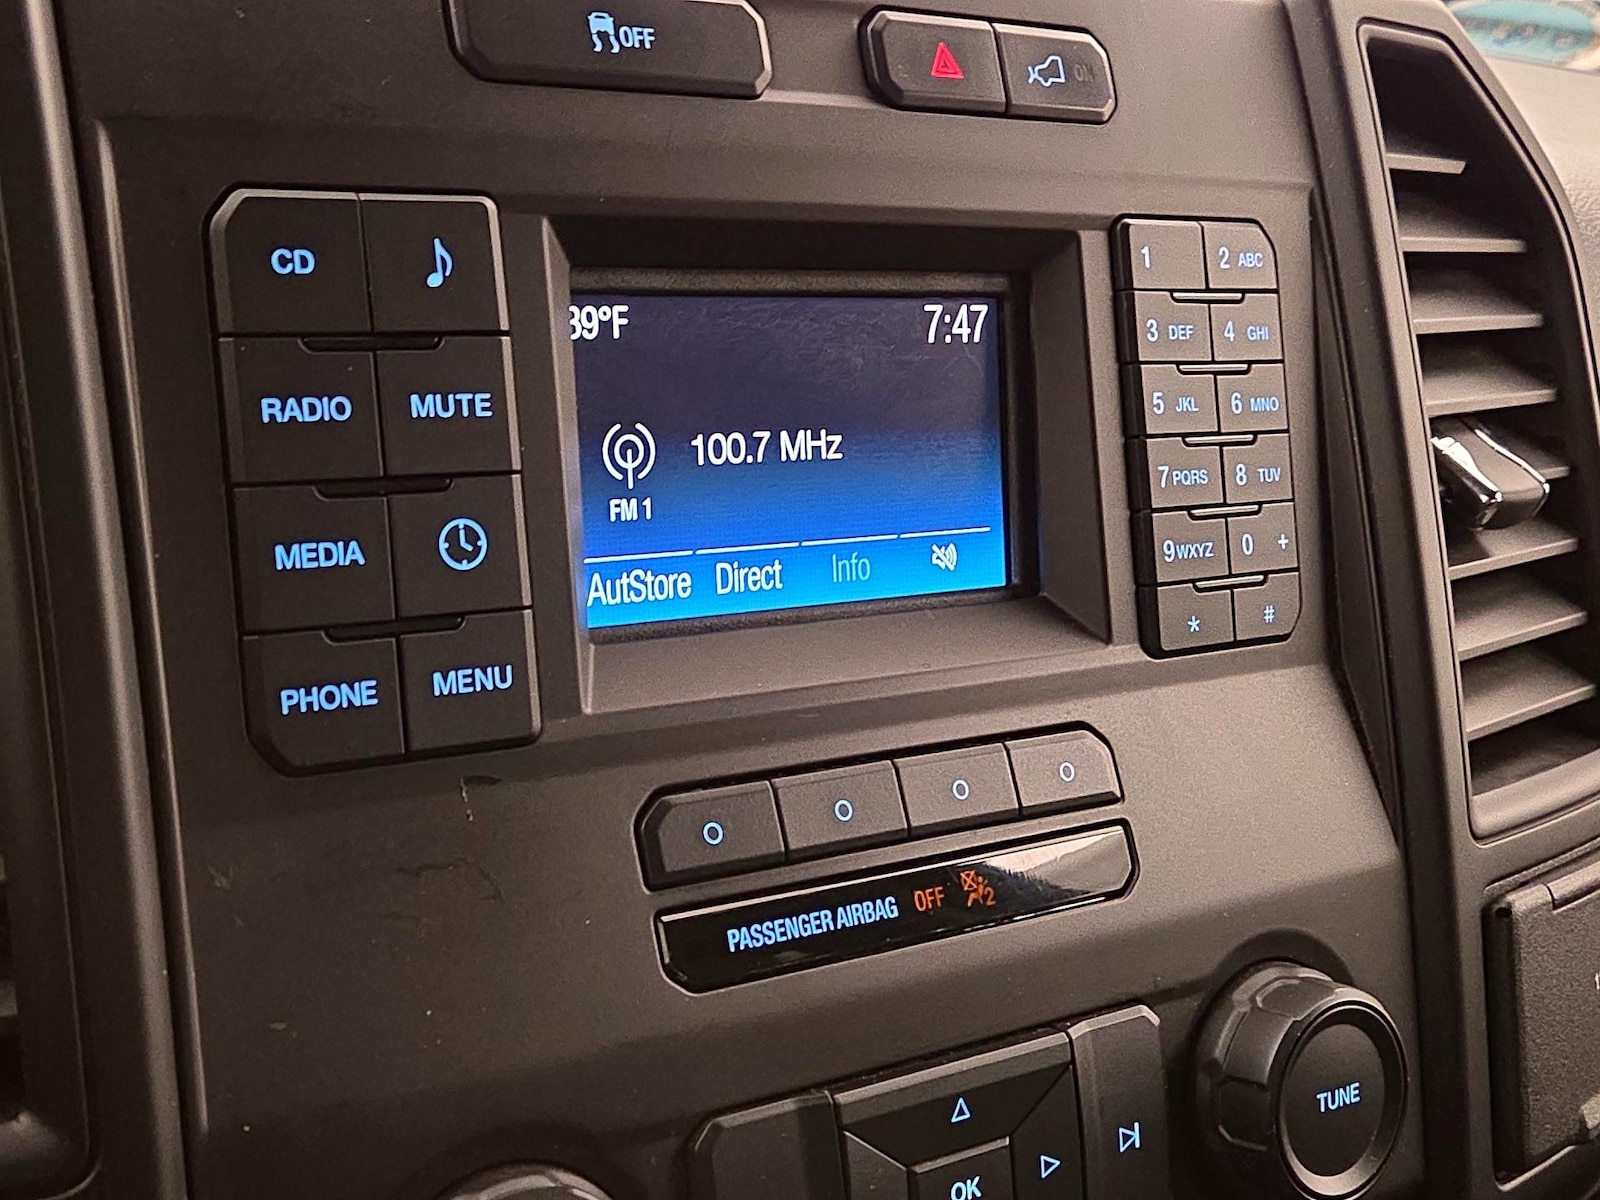 OFF
ON
CD
RADIO MUTE
MEDIA
PHONE MENU
39°F 7:47
100.7 MHz
FM 1
AutStore Direct Info
1 2 ABC
3 DEF 4 GHI
5 JKL 6 MNO
7 PQRS 8 TUV
9 WXYZ 0 +
* #
PASSENGER AIRBAG OFF 2
TUNE
OK